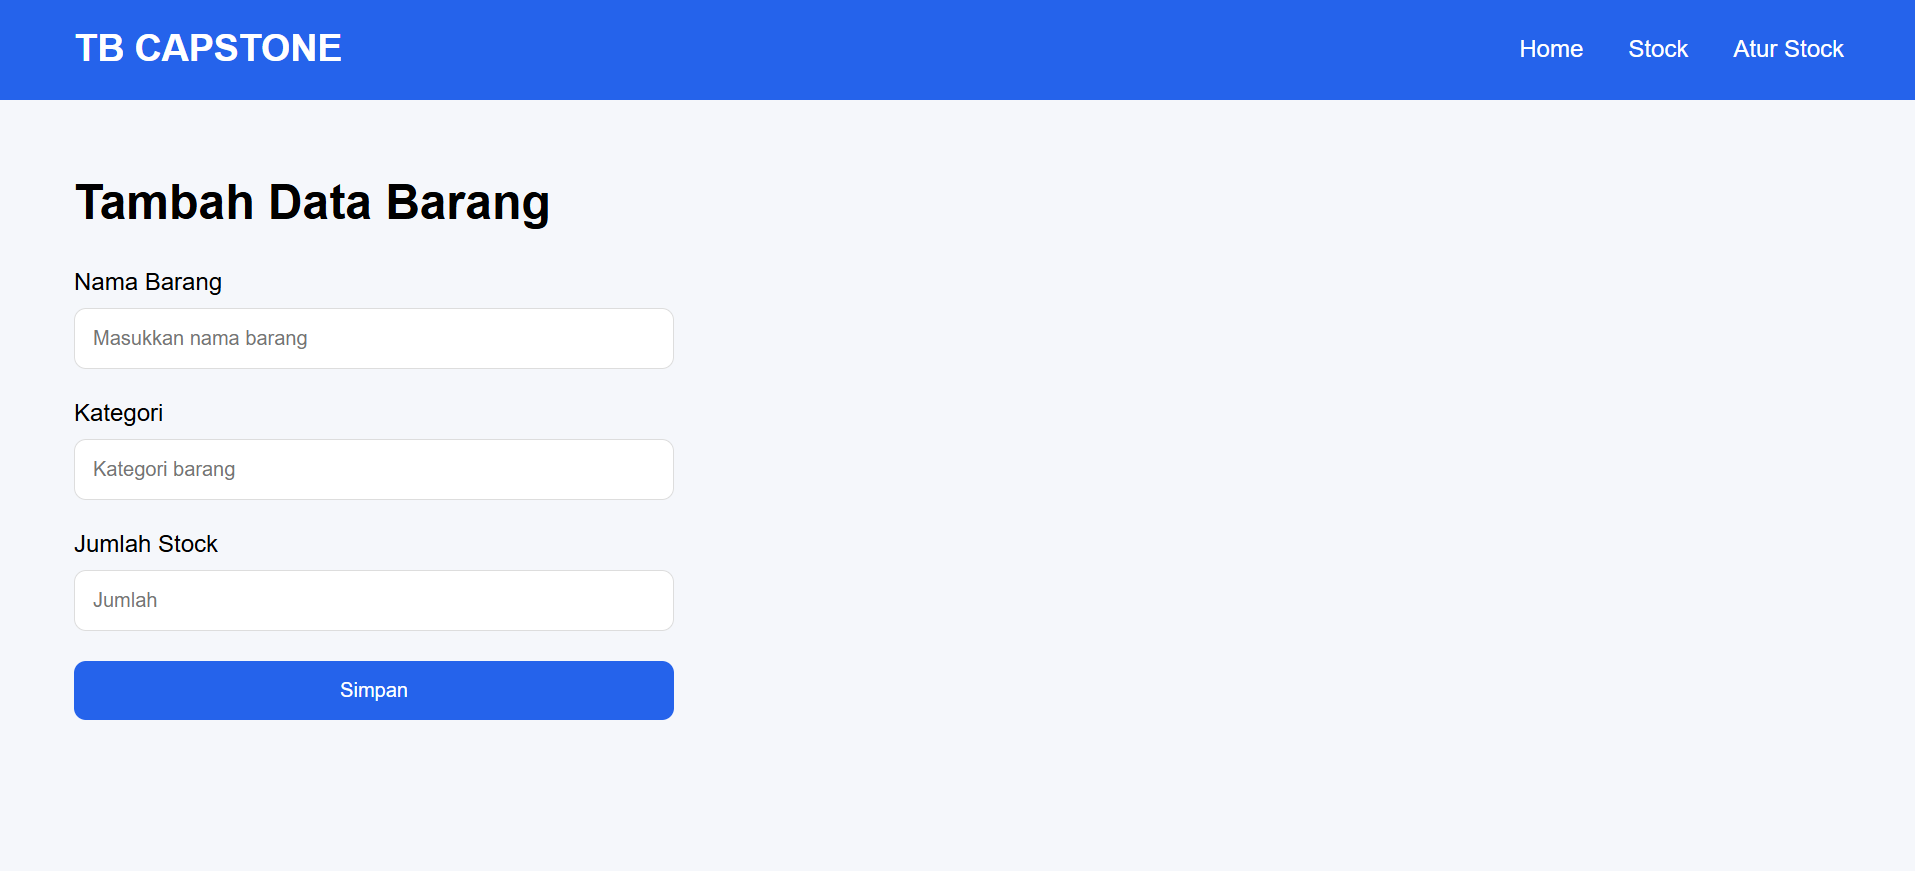 TB CAPSTONE
Home Stock Atur Stock
Tambah Data Barang
Nama Barang
Masukkan nama barang
Kategori
Kategori barang
Jumlah Stock
Jumlah
Simpan